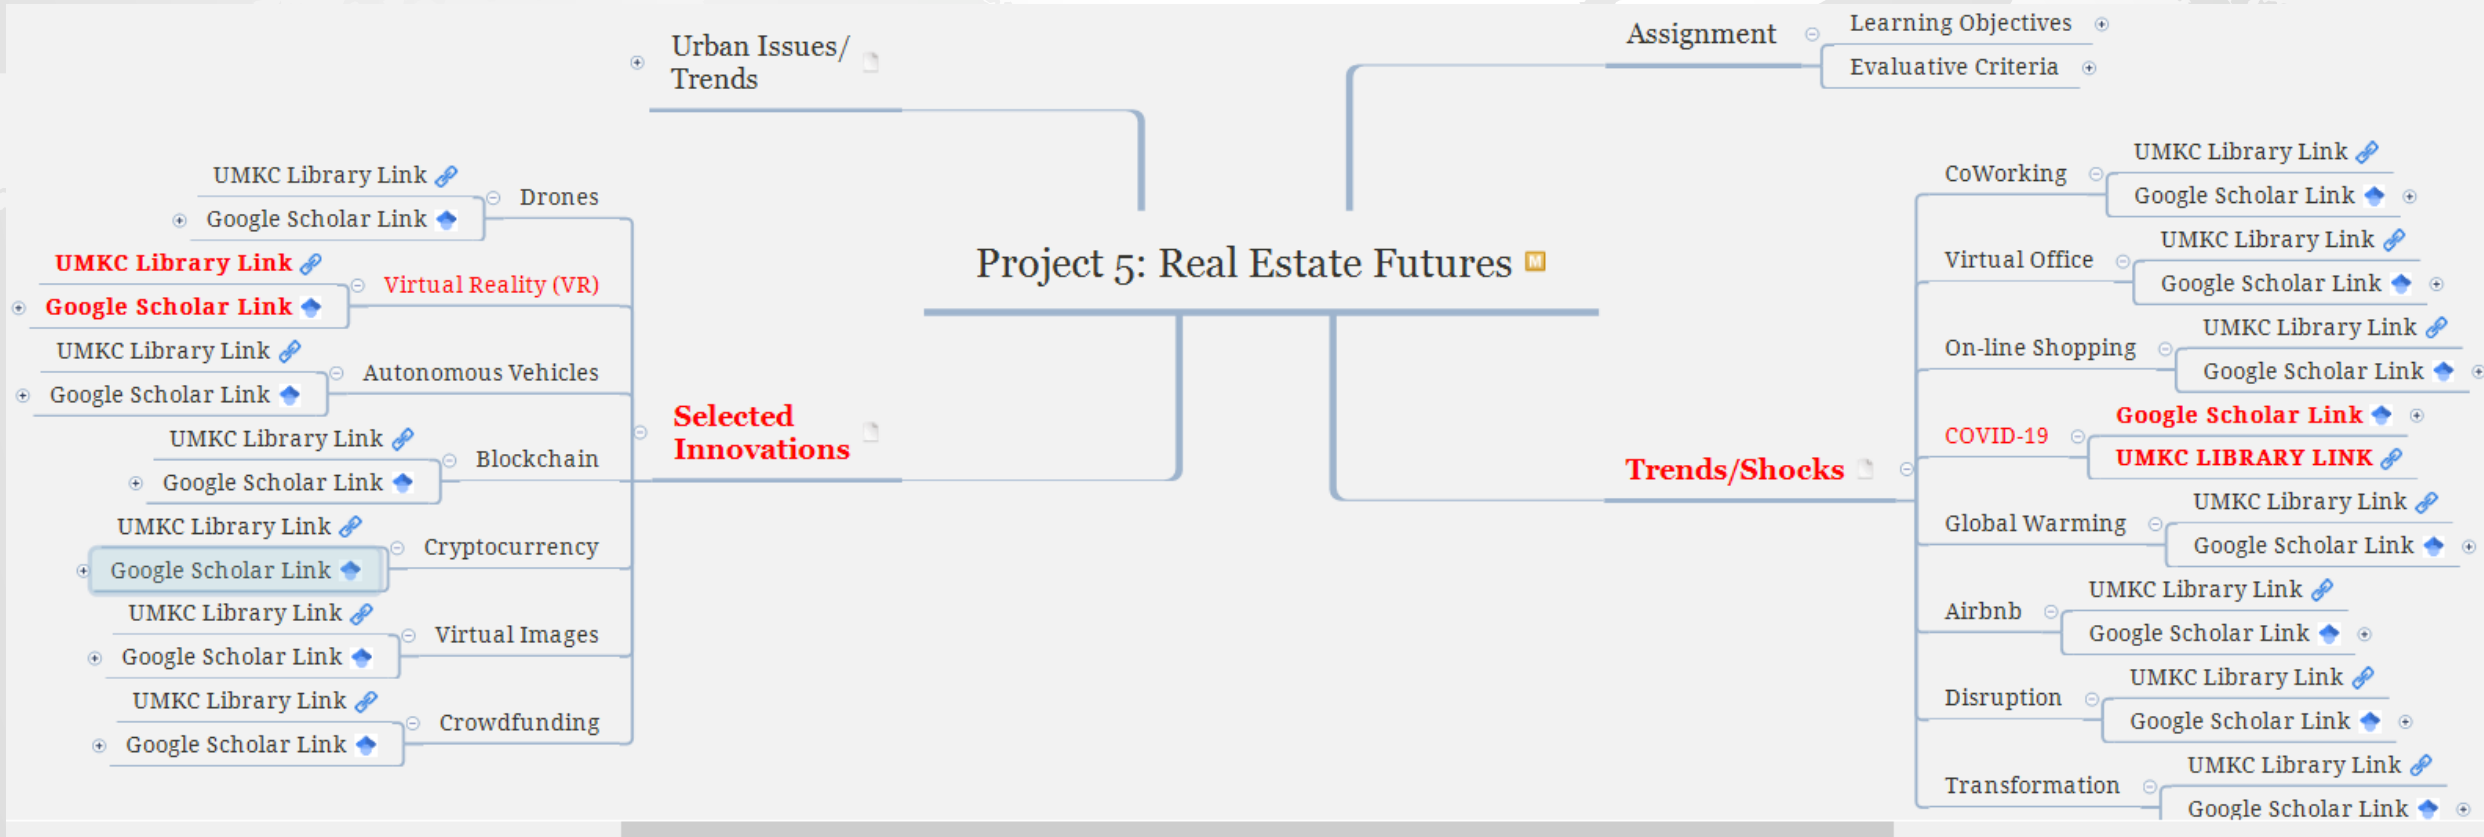 Urban Issues/
Trends
Assignment
Learning Objectives
Evaluative Criteria
Project 5: Real Estate Futures
M
Selected
Innovations
Drones
UMKC Library Link
Google Scholar Link
Virtual Reality (VR)
UMKC Library Link
Google Scholar Link
Autonomous Vehicles
UMKC Library Link
Google Scholar Link
Blockchain
UMKC Library Link
Google Scholar Link
Cryptocurrency
UMKC Library Link
Google Scholar Link
Virtual Images
UMKC Library Link
Google Scholar Link
Crowdfunding
UMKC Library Link
Google Scholar Link
Trends/Shocks
CoWorking
UMKC Library Link
Google Scholar Link
Virtual Office
UMKC Library Link
Google Scholar Link
On-line Shopping
UMKC Library Link
Google Scholar Link
COVID-19
Google Scholar Link
UMKC LIBRARY LINK
Global Warming
UMKC Library Link
Google Scholar Link
Airbnb
UMKC Library Link
Google Scholar Link
Disruption
UMKC Library Link
Google Scholar Link
Transformation
UMKC Library Link
Google Scholar Link